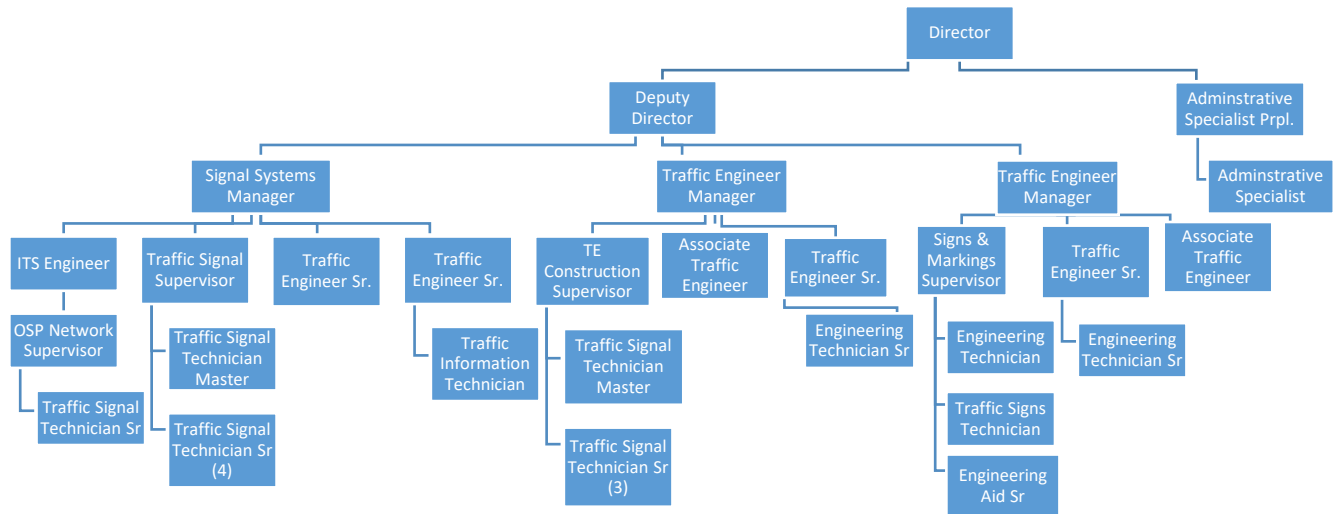 Director
Deputy
Director
Adminstrative
Specialist Prpl.
Adminstrative
Specialist
Signal Systems
Manager
Traffic Engineer
Manager
Traffic Engineer
Manager
ITS Engineer
Traffic Signal
Supervisor
Traffic
Engineer Sr.
Traffic
Engineer Sr.
TE
Construction
Supervisor
Associate
Traffic
Engineer
Traffic
Engineer Sr.
Signs &
Markings
Supervisor
Traffic
Engineer Sr.
Associate
Traffic
Engineer
OSP Network
Supervisor
Traffic Signal
Technician Sr
Traffic Signal
Technician
Master
Traffic Signal
Technician Sr
(4)
Traffic
Information
Technician
Traffic Signal
Technician
Master
Traffic Signal
Technician Sr
(3)
Engineering
Technician Sr
Engineering
Technician
Traffic Signs
Technician
Engineering
Aid Sr
Engineering
Technician Sr